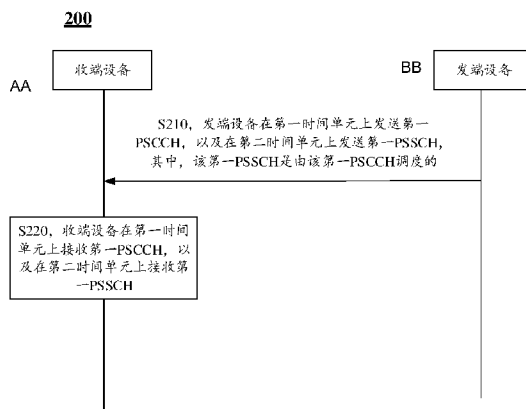 200
AA
收端设备
BB
发端设备
S210，发端设备在第一时间单元上发送第一
PSCCH，以及在第二时间单元上发送第一PSSCH，
其中，该第一PSSCH是由该第一PSCCH调度的
S220，收端设备在第一时间
单元上接收第一PSCCH，以
及在第二时间单元上接收第
一PSSCH